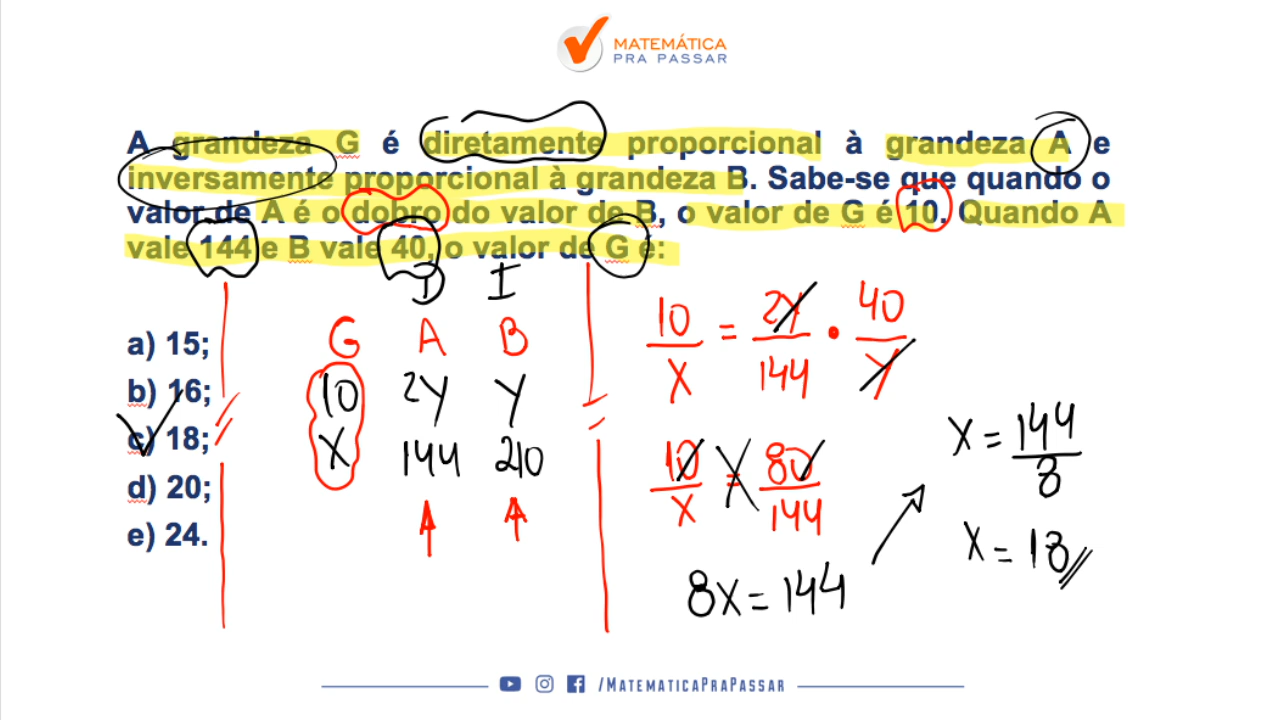 MATEMÁTICA
PRA PASSAR
A grandeza G é diretamente proporcional à grandeza A e
inversamente proporcional à grandeza B. Sabe-se que quando o
valor de A é o dobro do valor de B, o valor de G é 10. Quando A
vale 144 e B vale 40, o valor de G é:
a) 15;
b) 16;
c) 18;
d) 20;
e) 24.
D I
G A B
10 2Y Y
X 144 40
10/X = 2Y/144 • 40/Y
10/X = 80/144
8X = 144
X = 144/8
X = 18
/MatematicaPraPassar